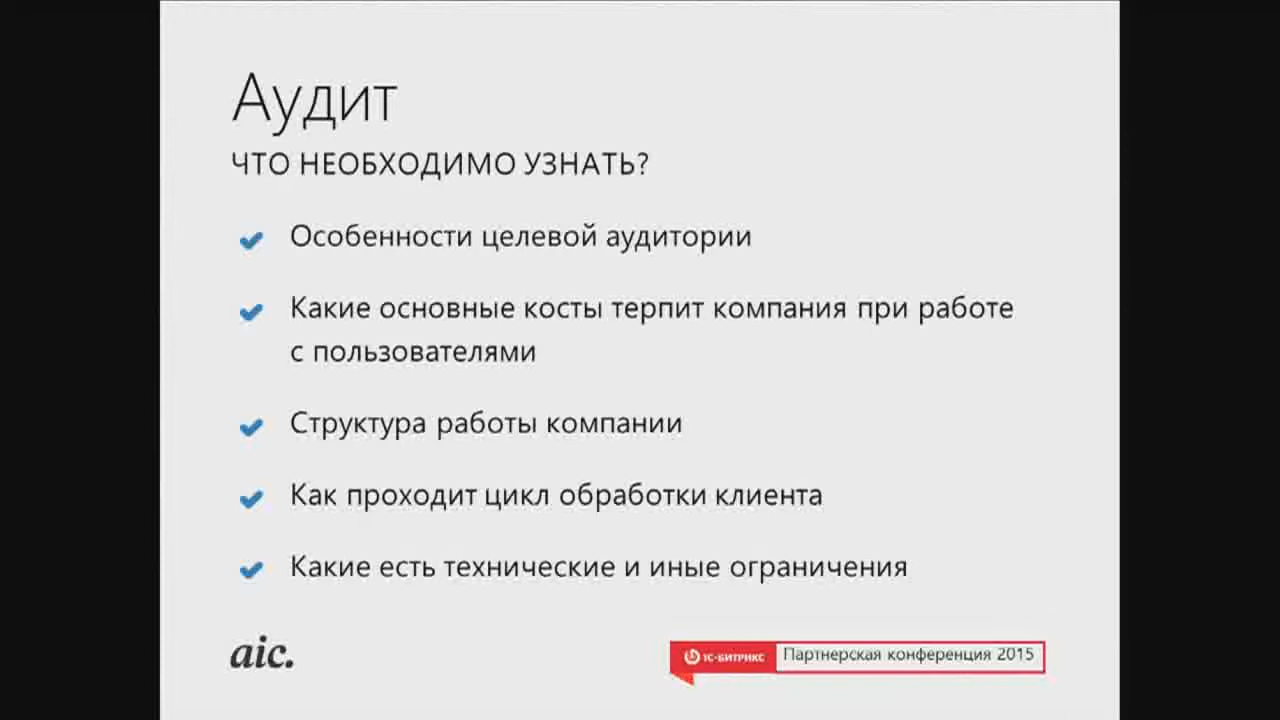 Аудит
ЧТО НЕОБХОДИМО УЗНАТЬ?
Особенности целевой аудитории
Какие основные косты терпит компания при работе
с пользователями
Структура работы компании
Как проходит цикл обработки клиента
Какие есть технические и иные ограничения
aic.
1С-БИТРИКС Партнерская конференция 2015